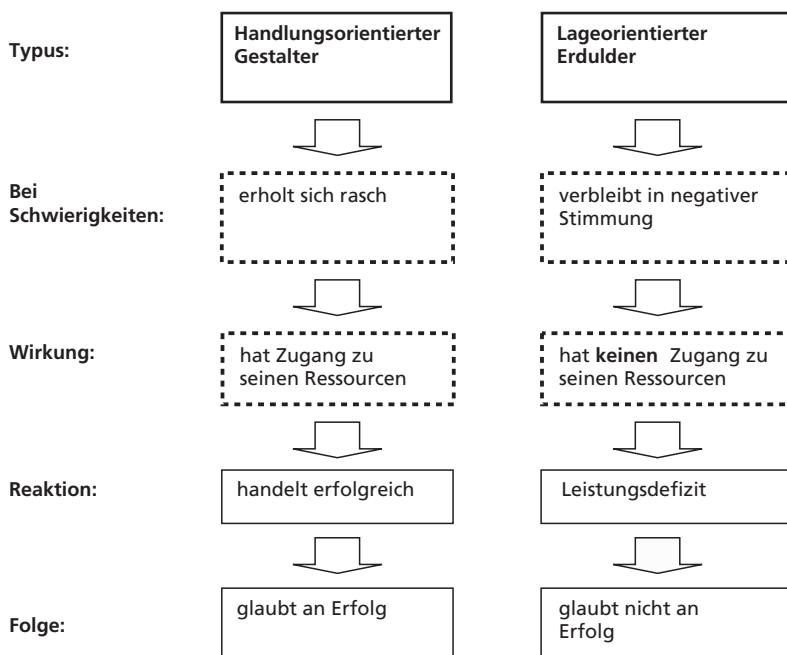 Typus:
Handlungsorientierter
Gestalter
Lageorientierter
Erdulder
Bei
Schwierigkeiten:
erholt sich rasch
verbleibt in negativer
Stimmung
Wirkung:
hat Zugang zu
seinen Ressourcen
hat keinen Zugang zu
seinen Ressourcen
Reaktion:
handelt erfolgreich
Leistungsdefizit
Folge:
glaubt an Erfolg
glaubt nicht an
Erfolg